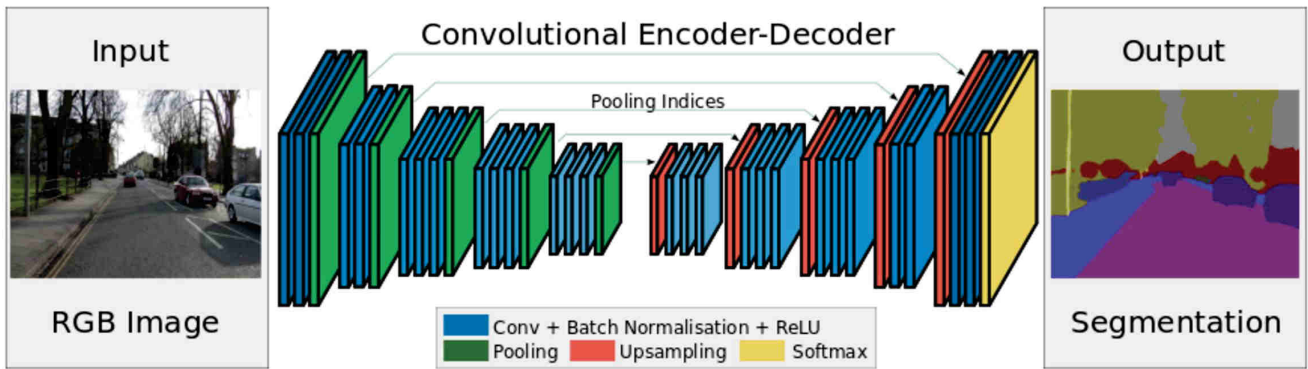 Input
RGB Image
Convolutional Encoder-Decoder
Pooling Indices
Conv + Batch Normalisation + ReLU
Pooling Upsampling Softmax
Output
Segmentation